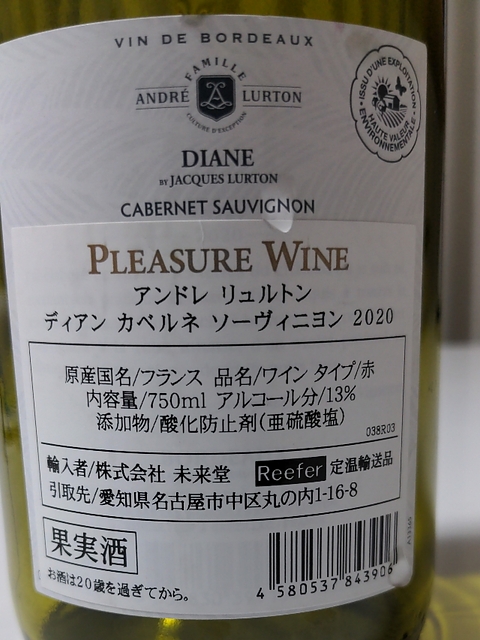 VIN DE BORDEAUX
FAMILLE
ANDRÉ LURTON
CULTURE D'EXCEPTION
ISSU D'UNE EXPLOITATION
HAUTE VALEUR
ENVIRONNEMENTALE
DIANE
BY JACQUES LURTON
CABERNET SAUVIGNON
PLEASURE WINE
アンドレ リュルトン
ディアン カベルネ ソーヴィニヨン 2020
原産国名/フランス 品名/ワイン タイプ/赤
内容量/750ml アルコール分/13%
添加物/酸化防止剤(亜硫酸塩)
038R03
輸入者/株式会社 未来堂 Reefer 定温輸送品
引取先/愛知県名古屋市中区丸の内1-16-8
果実酒
お酒は20歳を過ぎてから。
4 580537 843906